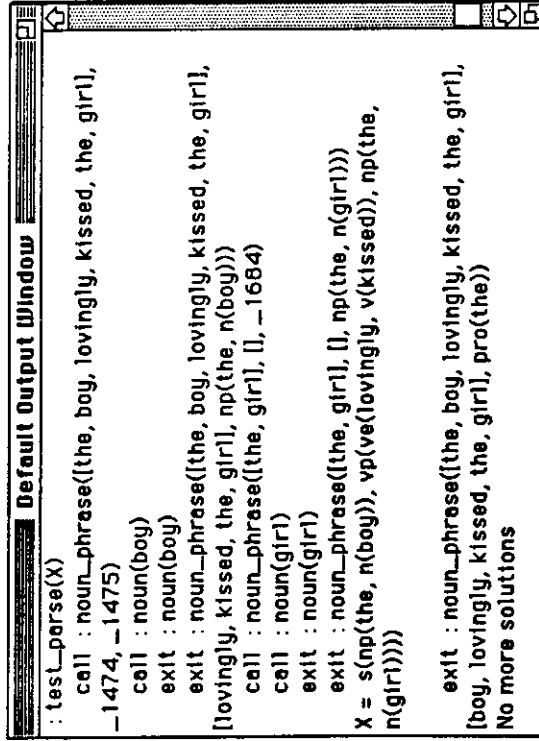 Default Output Window
: test_parse(X)
call : noun_phrase([the, boy, lovingly, kissed, the, girl],
_1474, _1475)
call : noun(boy)
exit : noun(boy)
exit : noun_phrase([the, boy, lovingly, kissed, the, girl],
[lovingly, kissed, the, girl], np(the, n(boy)))
call : noun_phrase([the, girl], [], _1684)
call : noun(girl)
exit : noun(girl)
exit : noun_phrase([the, girl], [], np(the, n(girl)))
X = s(np(the, n(boy)), vp(ve(lovingly, v(kissed)), np(the,
n(girl))))
exit : noun_phrase([the, boy, lovingly, kissed, the, girl],
[boy, lovingly, kissed, the, girl], pro(the))
No more solutions